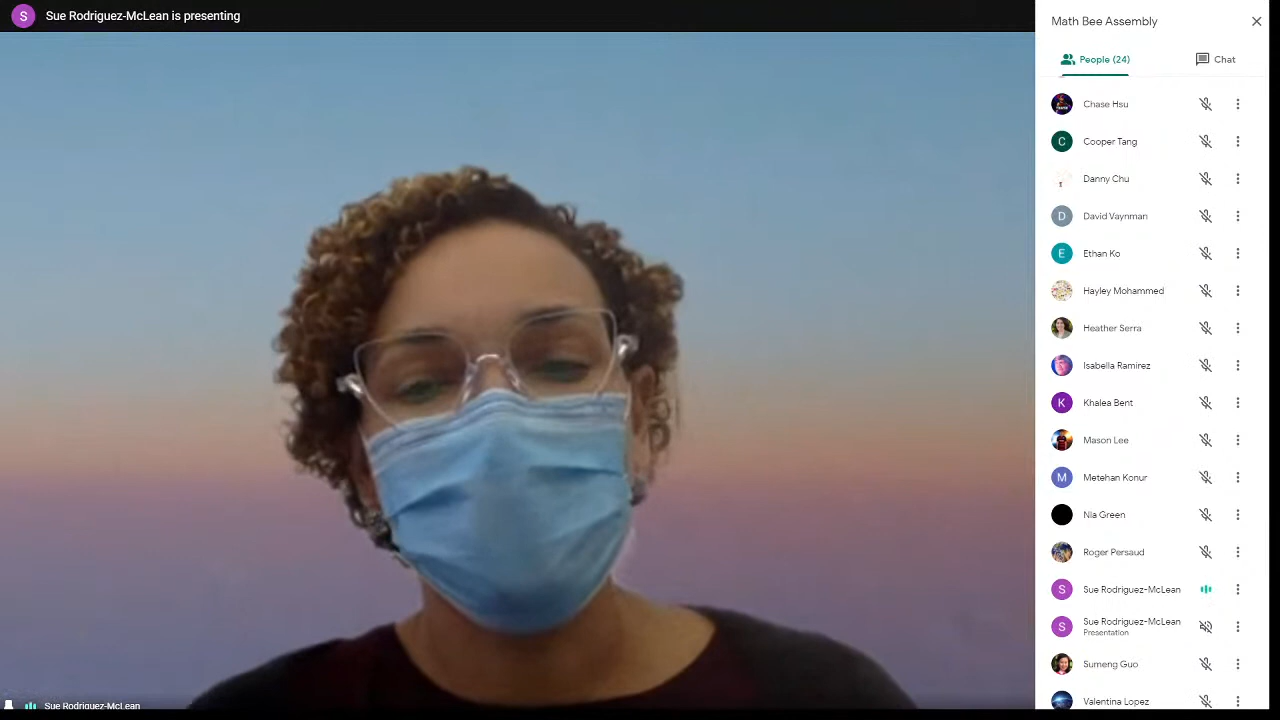 S Sue Rodriguez-McLean is presenting
Math Bee Assembly
People (24) Chat
Chase Hsu
C Cooper Tang
Danny Chu
D David Vaynman
E Ethan Ko
Hayley Mohammed
Heather Serra
Isabella Ramirez
K Khalea Bent
Mason Lee
M Metehan Konur
Nia Green
Roger Persaud
S Sue Rodriguez-McLean
S Sue Rodriguez-McLean
Presentation
Sumeng Guo
Valentina Lopez
Sue Rodriguez-McLean